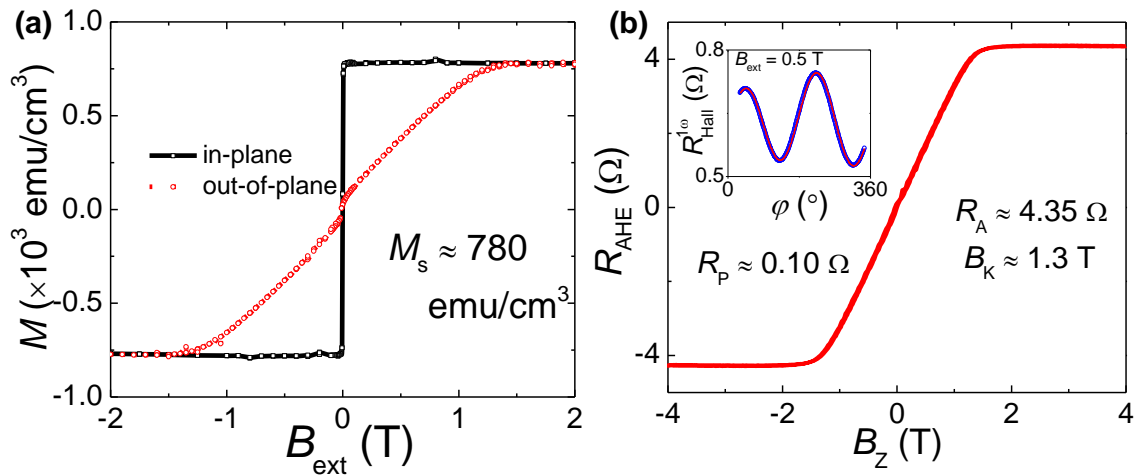 (a)
M (×10³ emu/cm³)
1.0
0.5
0.0
-0.5
-1.0
in-plane
out-of-plane
Mₛ ≈ 780
emu/cm³
-2
-1
0
1
2
B_ext (T)
(b)
R_AHE (Ω)
4
0
-4
B_ext = 0.5 T
R^1ω_Hall (Ω)
0.8
0.5
0
360
φ (°)
R_A ≈ 4.35 Ω
R_P ≈ 0.10 Ω
B_K ≈ 1.3 T
-4
-2
0
2
4
B_Z (T)